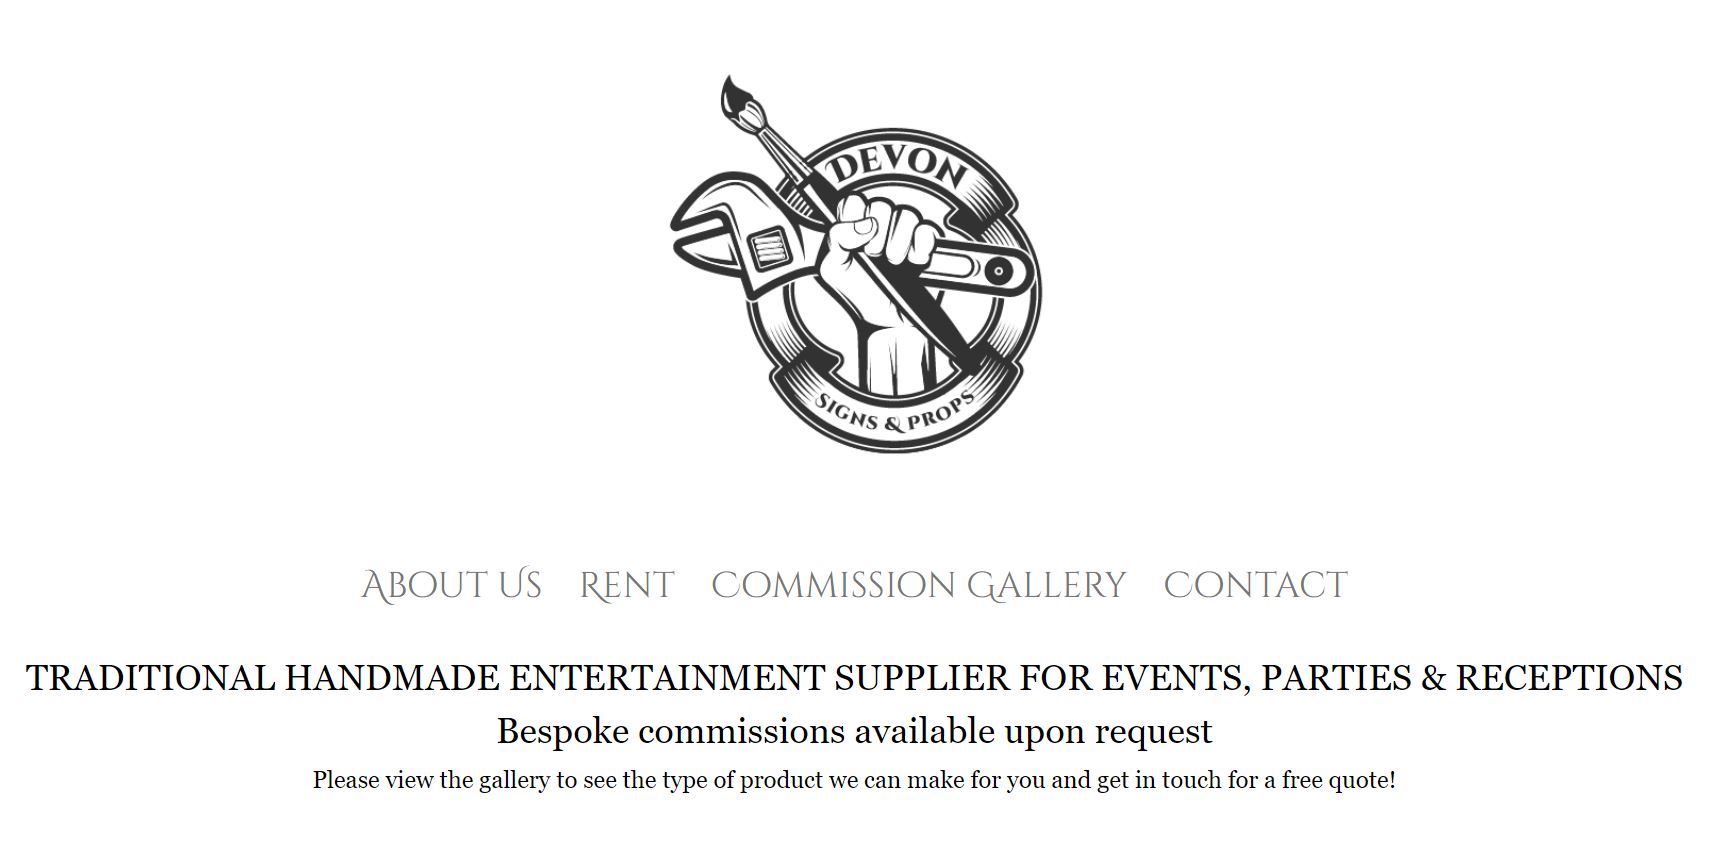 DEVON
SIGNS & PROPS
ABOUT US RENT COMMISSION GALLERY CONTACT
TRADITIONAL HANDMADE ENTERTAINMENT SUPPLIER FOR EVENTS, PARTIES & RECEPTIONS
Bespoke commissions available upon request
Please view the gallery to see the type of product we can make for you and get in touch for a free quote!